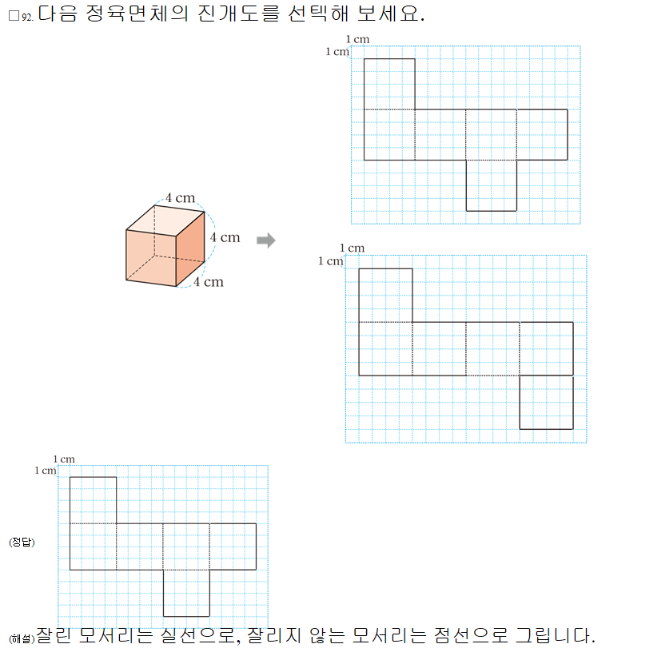 □92. 다음 정육면체의 진개도를 선택해 보세요.
1 cm
1 cm
4 cm
4 cm
4 cm
1 cm
1 cm
1 cm
1 cm
(정답)
(해설)잘린 모서리는 실선으로, 잘리지 않는 모서리는 점선으로 그립니다.